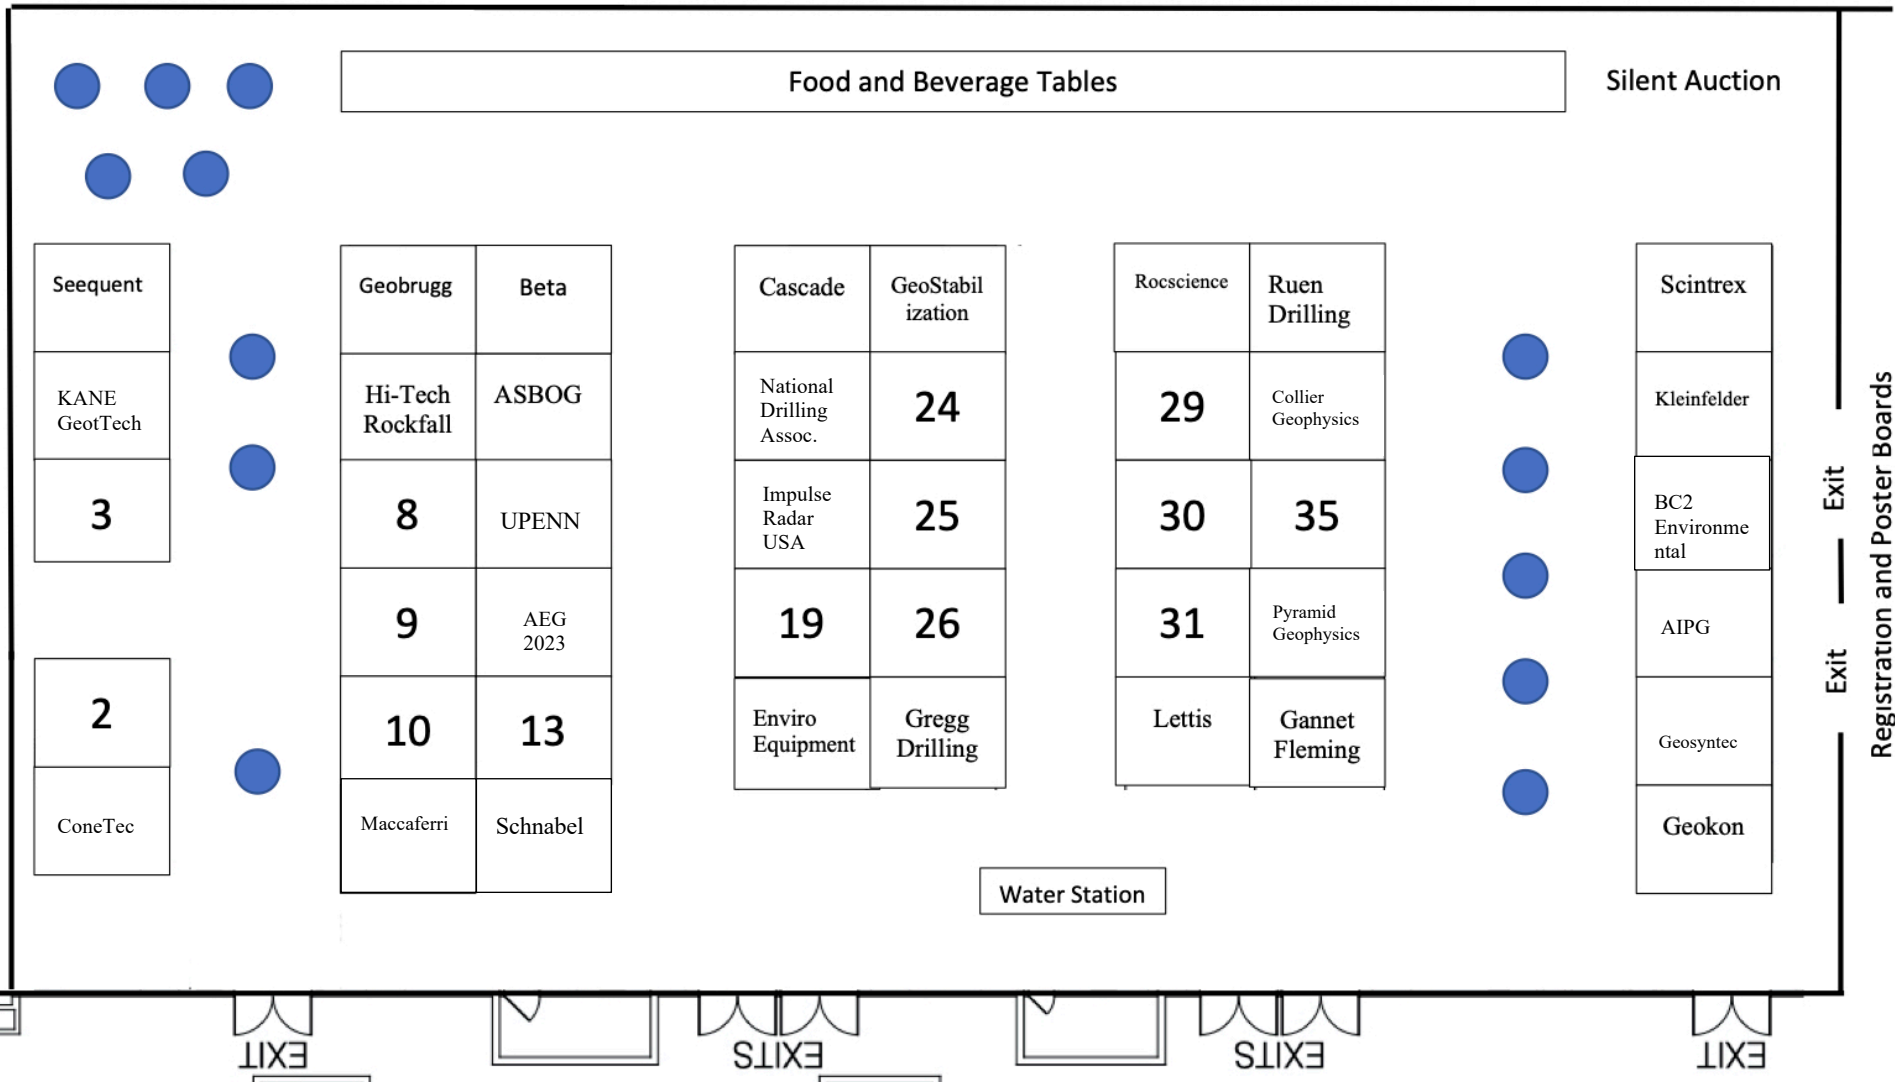 Food and Beverage Tables
Silent Auction
Seequent
KANE
GeotTech
3
2
ConeTec
Geobrugg
Beta
Hi-Tech
Rockfall
ASBOG
8
UPENN
9
AEG
2023
10
13
Maccaferri
Schnabel
Cascade
GeoStabil
ization
National
Drilling
Assoc.
24
Impulse
Radar
USA
25
19
26
Enviro
Equipment
Gregg
Drilling
Rocscience
Ruen
Drilling
29
Collier
Geophysics
30
35
31
Pyramid
Geophysics
Lettis
Gannet
Fleming
Scintrex
Kleinfelder
BC2
Environme
ntal
AIPG
Geosyntec
Geokon
Exit
Exit
Registration and Poster Boards
Water Station
EXIT
EXITS
EXITS
EXIT